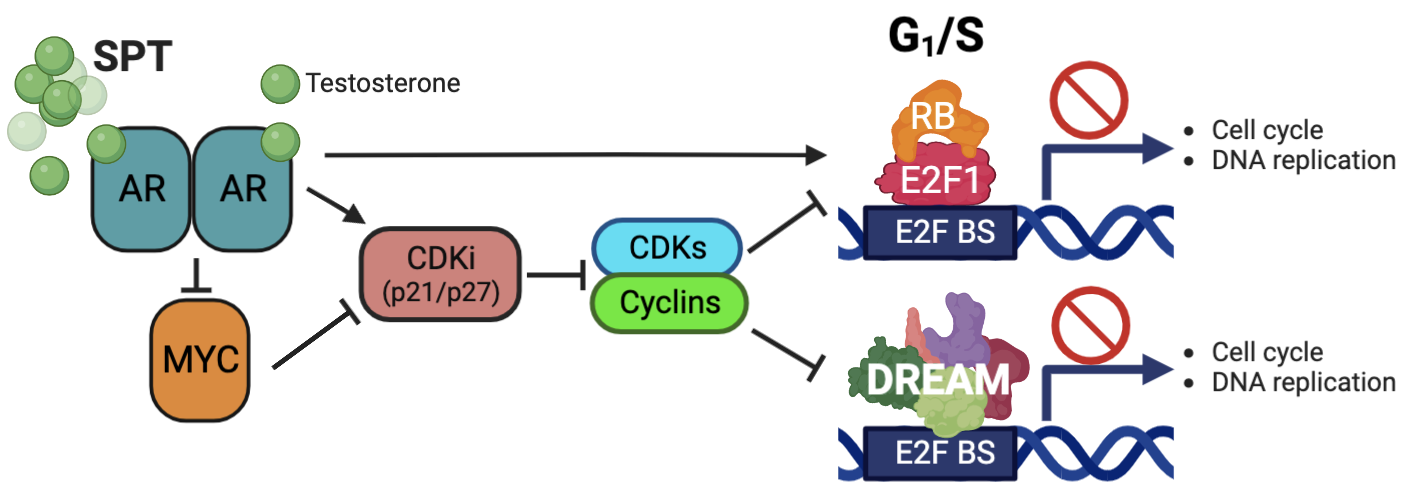 SPT
Testosterone
AR
AR
MYC
CDKi
(p21/p27)
CDKs
Cyclins
G₁/S
RB
E2F1
E2F BS
• Cell cycle
• DNA replication
DREAM
E2F BS
• Cell cycle
• DNA replication